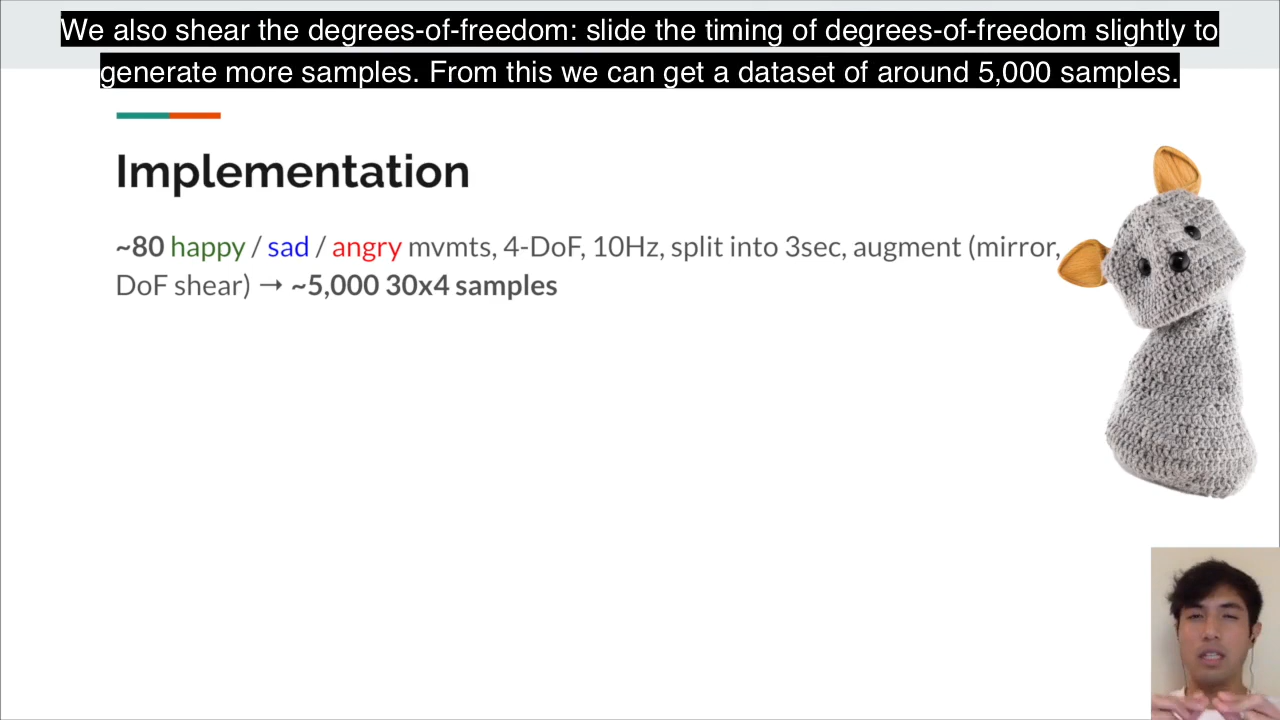 We also shear the degrees-of-freedom: slide the timing of degrees-of-freedom slightly to
generate more samples. From this we can get a dataset of around 5,000 samples.
Implementation
~80 happy / sad / angry mvmts, 4-DoF, 10Hz, split into 3sec, augment (mirror,
DoF shear) → ~5,000 30x4 samples